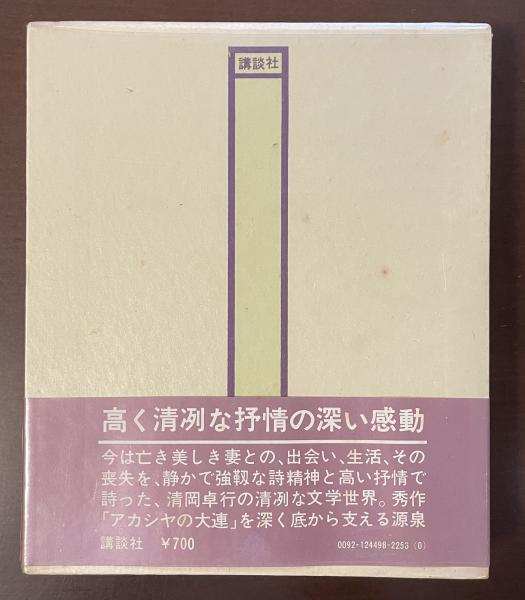 講談社
高く清冽な抒情の深い感動
今は亡き美しき妻との、出会い、生活、その
喪失を、静かで強靱な詩精神と高い抒情で
詩った、清岡卓行の清冽な文学世界。秀作
「アカシヤの大連」を深く底から支える源泉
講談社 ￥700
0092-124498-2253 (0)